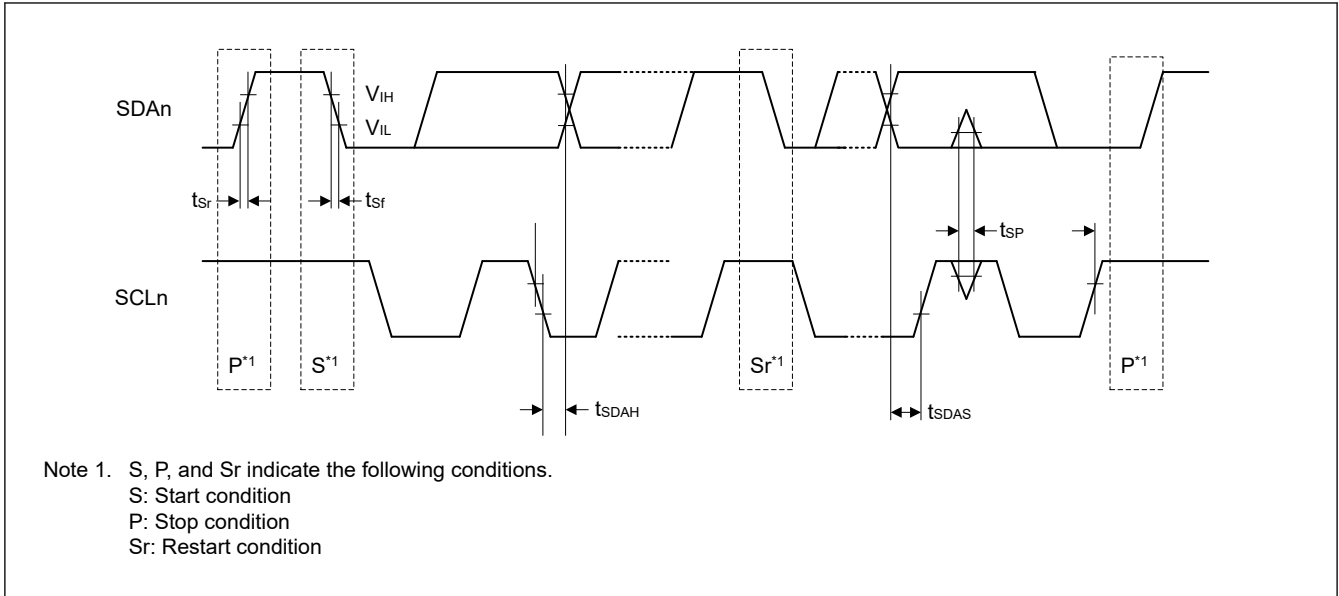 SDAn
VIH
VIL
tSr
tSf
tSP
SCLn
P*1
S*1
Sr*1
P*1
tSDAH
tSDAS
Note 1. S, P, and Sr indicate the following conditions.
S: Start condition
P: Stop condition
Sr: Restart condition